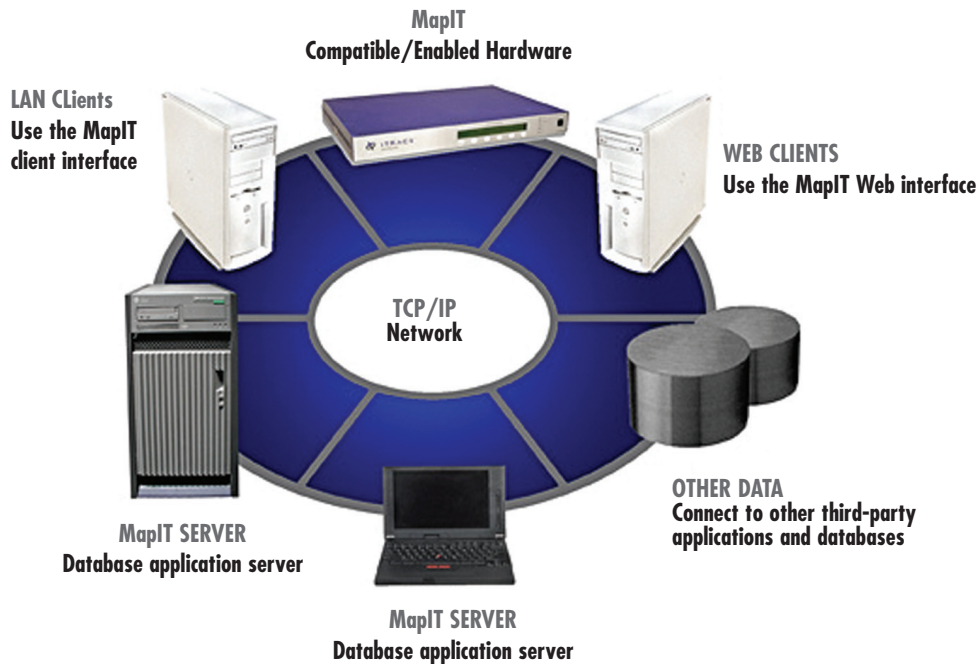 MapIT
Compatible/Enabled Hardware
LAN CLients
Use the MapIT
client interface
WEB CLIENTS
Use the MapIT Web interface
TCP/IP
Network
OTHER DATA
Connect to other third-party
applications and databases
MapIT SERVER
Database application server
MapIT SERVER
Database application server